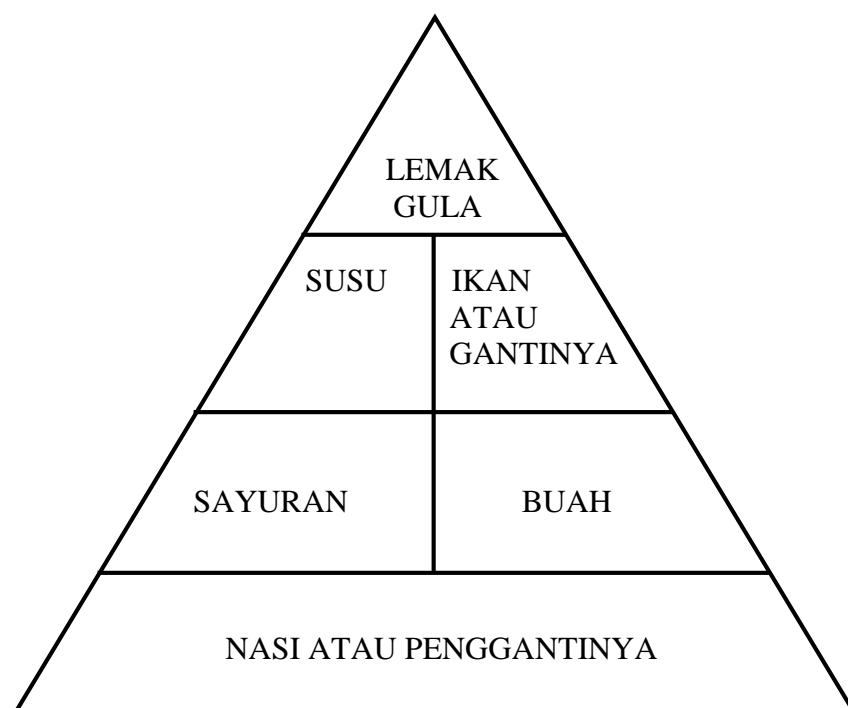 LEMAK
GULA
SUSU
IKAN
ATAU
GANTINYA
SAYURAN
BUAH
NASI ATAU PENGGANTINYA